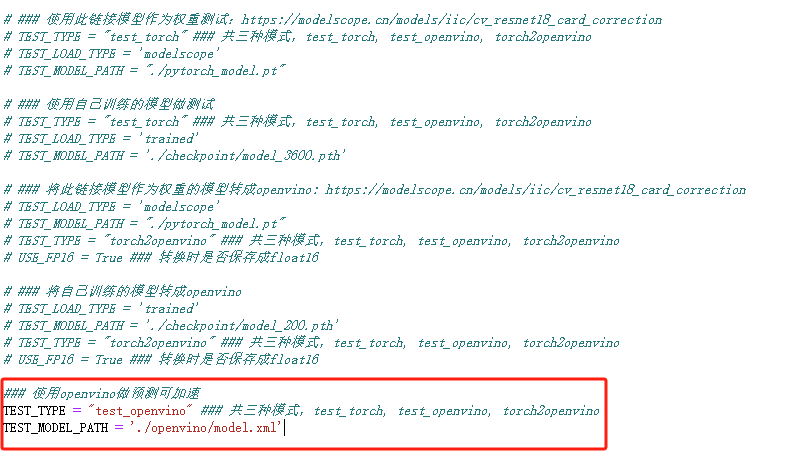 # ### 使用此链接模型作为权重测试：https://modelscope.cn/models/iic/cv_resnet18_card_correction
# TEST_TYPE = "test_torch" ### 共三种模式, test_torch, test_openvino, torch2openvino
# TEST_LOAD_TYPE = 'modelscope'
# TEST_MODEL_PATH = "./pytorch_model.pt"
# ### 使用自己训练的模型做测试
# TEST_TYPE = "test_torch" ### 共三种模式, test_torch, test_openvino, torch2openvino
# TEST_LOAD_TYPE = 'trained'
# TEST_MODEL_PATH = './checkpoint/model_3600.pth'
# ### 将此链接模型作为权重的模型转成openvino: https://modelscope.cn/models/iic/cv_resnet18_card_correction
# TEST_LOAD_TYPE = 'modelscope'
# TEST_MODEL_PATH = "./pytorch_model.pt"
# TEST_TYPE = "torch2openvino" ### 共三种模式, test_torch, test_openvino, torch2openvino
# USE_FP16 = True ### 转换时是否保存成float16
# ### 将自己训练的模型转成openvino
# TEST_LOAD_TYPE = 'trained'
# TEST_MODEL_PATH = './checkpoint/model_200.pth'
# TEST_TYPE = "torch2openvino" ### 共三种模式, test_torch, test_openvino, torch2openvino
# USE_FP16 = True ### 转换时是否保存成float16
### 使用openvino做预测可加速
TEST_TYPE = "test_openvino" ### 共三种模式, test_torch, test_openvino, torch2openvino
TEST_MODEL_PATH = './openvino/model.xml'